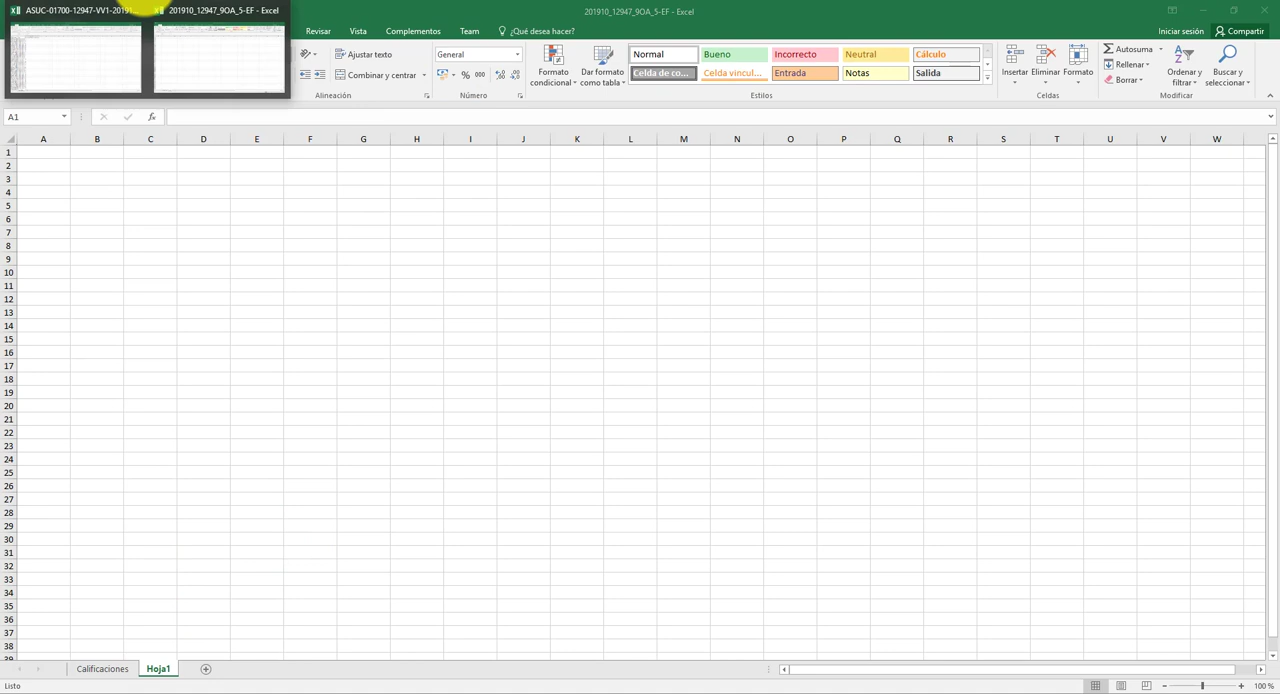 ASUC-01700-12947-VV1-20191...
201910_12947_9OA_5-EF - Excel
201910_12947_9OA_5-EF - Excel
Revisar Vista Complementos Team ¿Qué desea hacer? Iniciar sesión Compartir
Ajustar texto
Combinar y centrar
Alineación
General
% 000
Número
Formato condicional
Dar formato como tabla
Normal Bueno Incorrecto Neutral Cálculo
Celda de co... Celda vincul... Entrada Notas Salida
Estilos
Insertar Eliminar Formato
Celdas
Autosuma
Rellenar
Borrar
Ordenar y filtrar
Buscar y seleccionar
Modificar
A1 fx
A B C D E F G H I J K L M N O P Q R S T U V W
1
2
3
4
5
6
7
8
9
10
11
12
13
14
15
16
17
18
19
20
21
22
23
24
25
26
27
28
29
30
31
32
33
34
35
36
37
38
39
Calificaciones Hoja1
Listo 100 %